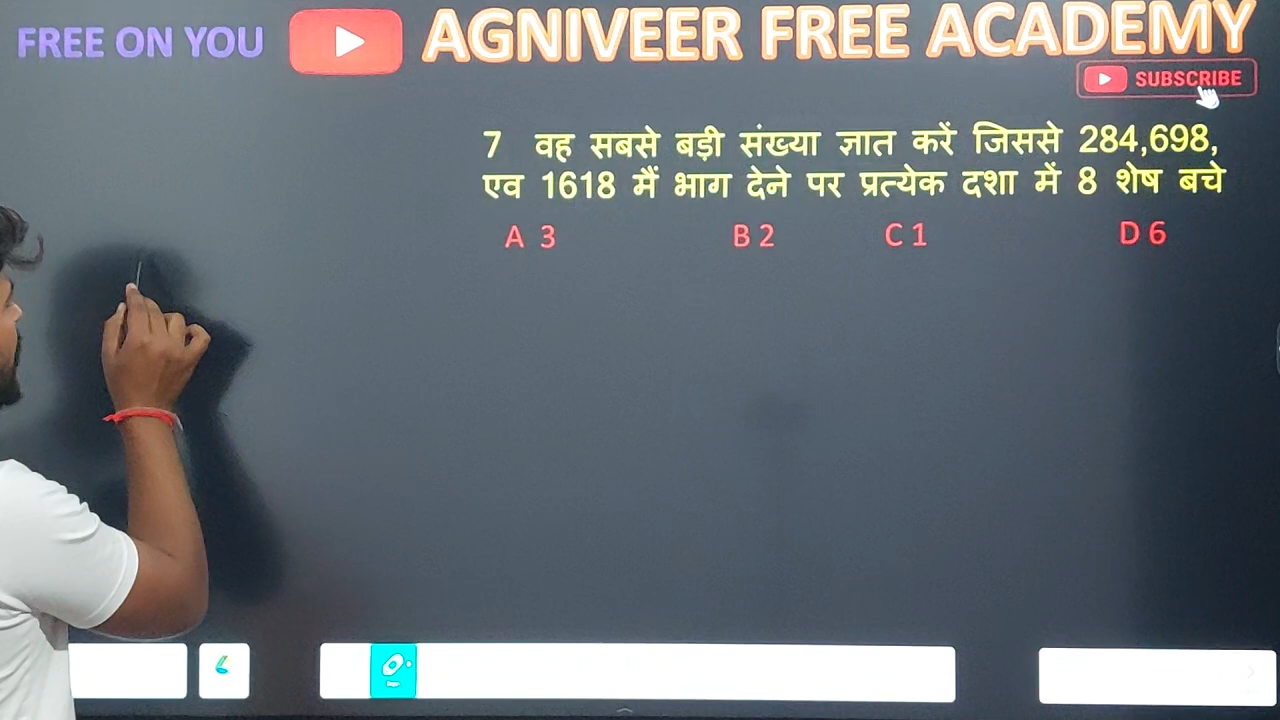 FREE ON YOU
AGNIVEER FREE ACADEMY
SUBSCRIBE
7 वह सबसे बड़ी संख्या ज्ञात करें जिससे 284,698,
एव 1618 मैं भाग देने पर प्रत्येक दशा में 8 शेष बचे
A 3 B 2 C 1 D 6